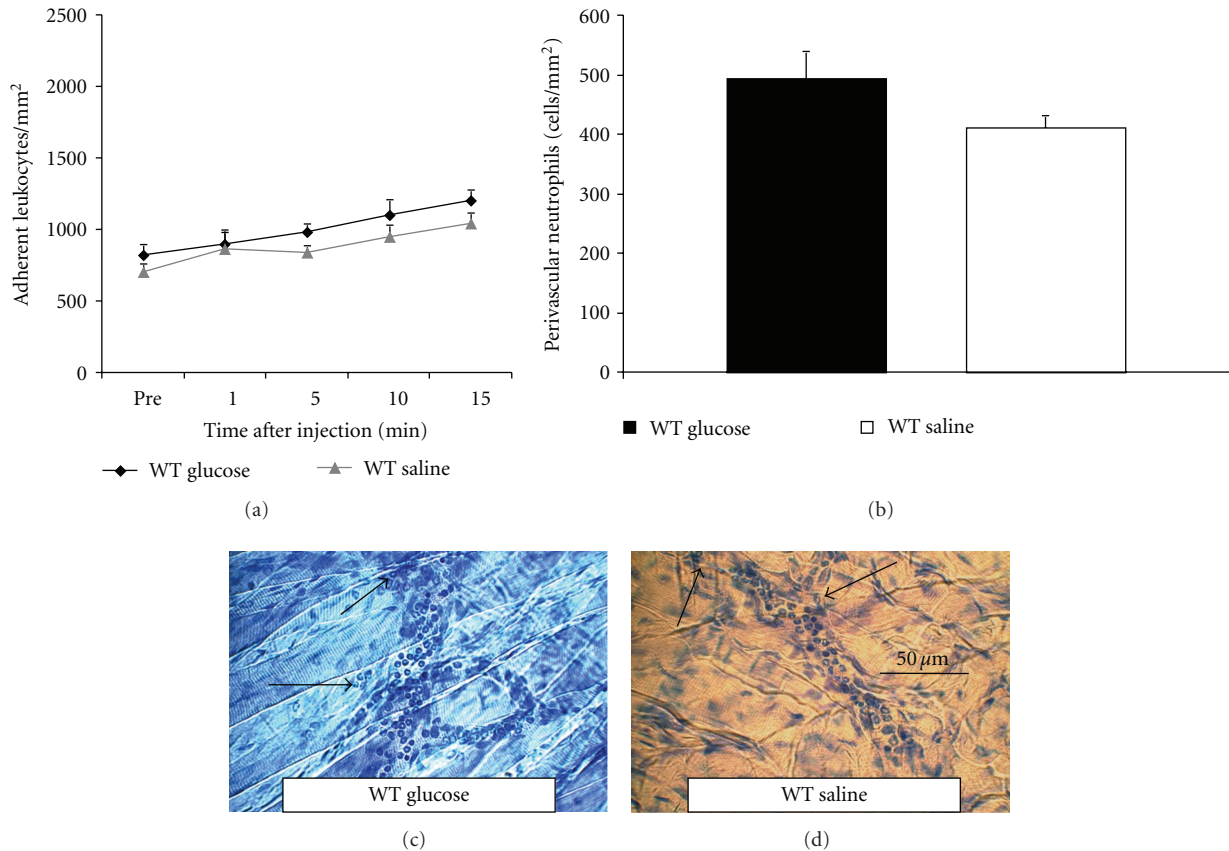 2500
2000
1500
1000
500
0
Adherent leukocytes/mm²
Pre 1 5 10 15
Time after injection (min)
WT glucose WT saline
(a)
600
500
400
300
200
100
0
Perivascular neutrophils (cells/mm²)
WT glucose WT saline
(b)
WT glucose
(c)
50 μm
WT saline
(d)